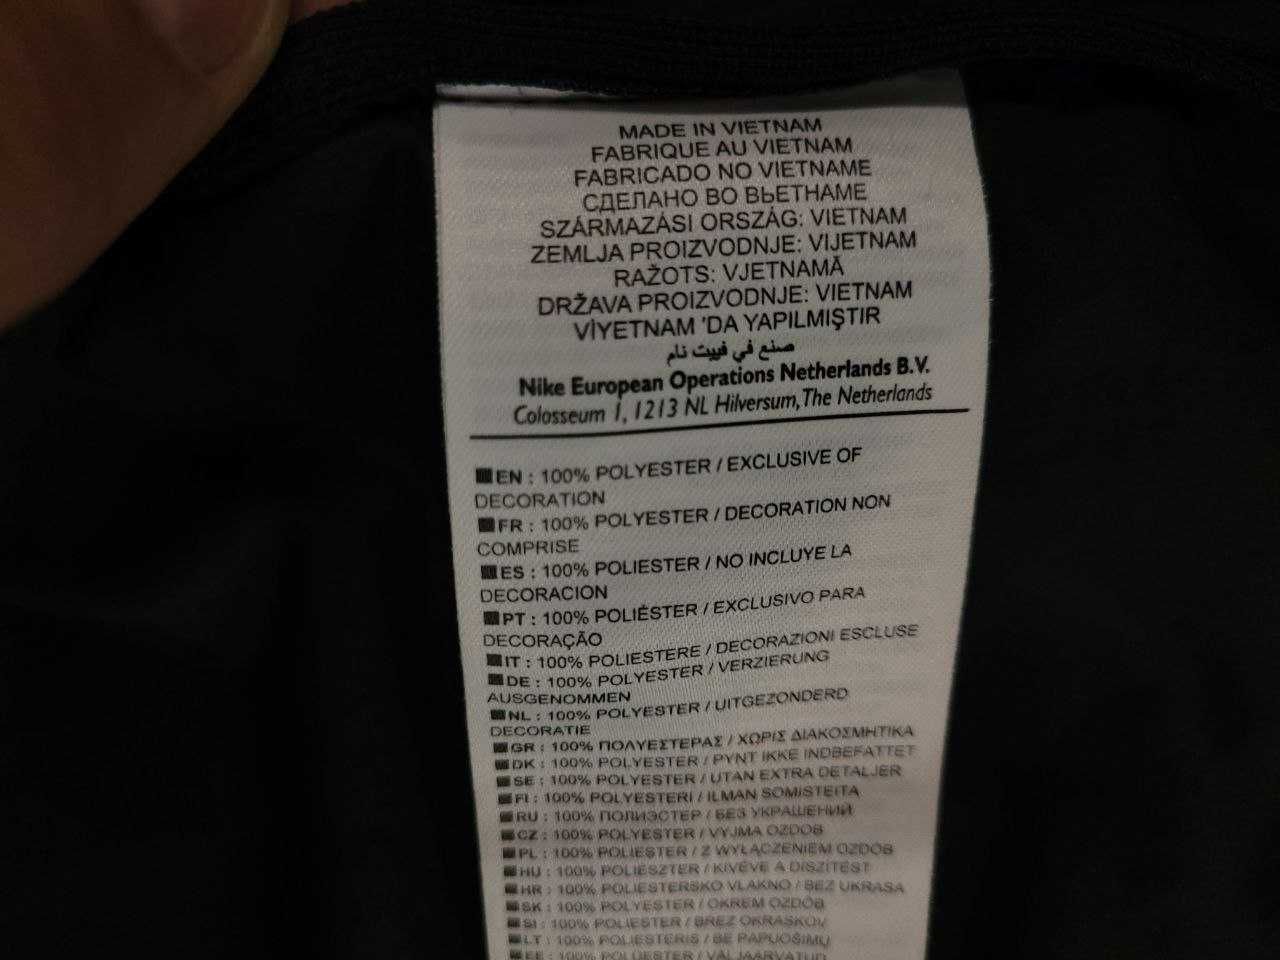 MADE IN VIETNAM
FABRIQUE AU VIETNAM
FABRICADO NO VIETNAME
СДЕЛАНО ВО ВЬЕТНАМЕ
SZÁRMAZÁSI ORSZÁG: VIETNAM
ZEMLJA PROIZVODNJE: VIJETNAM
RAŽOTS: VJETNAMĀ
DRŽAVA PROIZVODNJE: VIETNAM
VİYETNAM 'DA YAPILMIŞTIR
صنع في فييت نام
Nike European Operations Netherlands B.V.
Colosseum 1, 1213 NL Hilversum, The Netherlands
EN : 100% POLYESTER / EXCLUSIVE OF
DECORATION
FR : 100% POLYESTER / DECORATION NON
COMPRISE
ES : 100% POLIESTER / NO INCLUYE LA
DECORACION
PT : 100% POLIÉSTER / EXCLUSIVO PARA
DECORAÇÃO
IT : 100% POLIESTERE / DECORAZIONI ESCLUSE
DE : 100% POLYESTER / VERZIERUNG
AUSGENOMMEN
NL : 100% POLYESTER / UITGEZONDERD
DECORATIE
GR : 100% ΠΟΛΥΕΣΤΕΡΑΣ / ΧΩΡΙΣ ΔΙΑΚΟΣΜΗΤΙΚΑ
DK : 100% POLYESTER / PYNT IKKE INDBEFATTET
SE : 100% POLYESTER / UTAN EXTRA DETALJER
FI : 100% POLYESTERI / ILMAN SOMISTEITA
RU : 100% ПОЛИЭСТЕР / БЕЗ УКРАШЕНИЙ
CZ : 100% POLYESTER / VYJMA OZDOB
PL : 100% POLIESTER / Z WYŁĄCZENIEM OZDÓB
HU : 100% POLIÉSZTER / KIVÉVE A DÍSZÍTÉST
HR : 100% POLIESTERSKO VLAKNO / BEZ UKRASA
SK : 100% POLYESTER / OKREM OZDÔB
SI : 100% POLIESTER / BREZ OKRASKOV
LT : 100% POLIESTERIS / BE PAPUOŠIMŲ
EE : 100% POLÜESTER / VÄLJAARVATUD